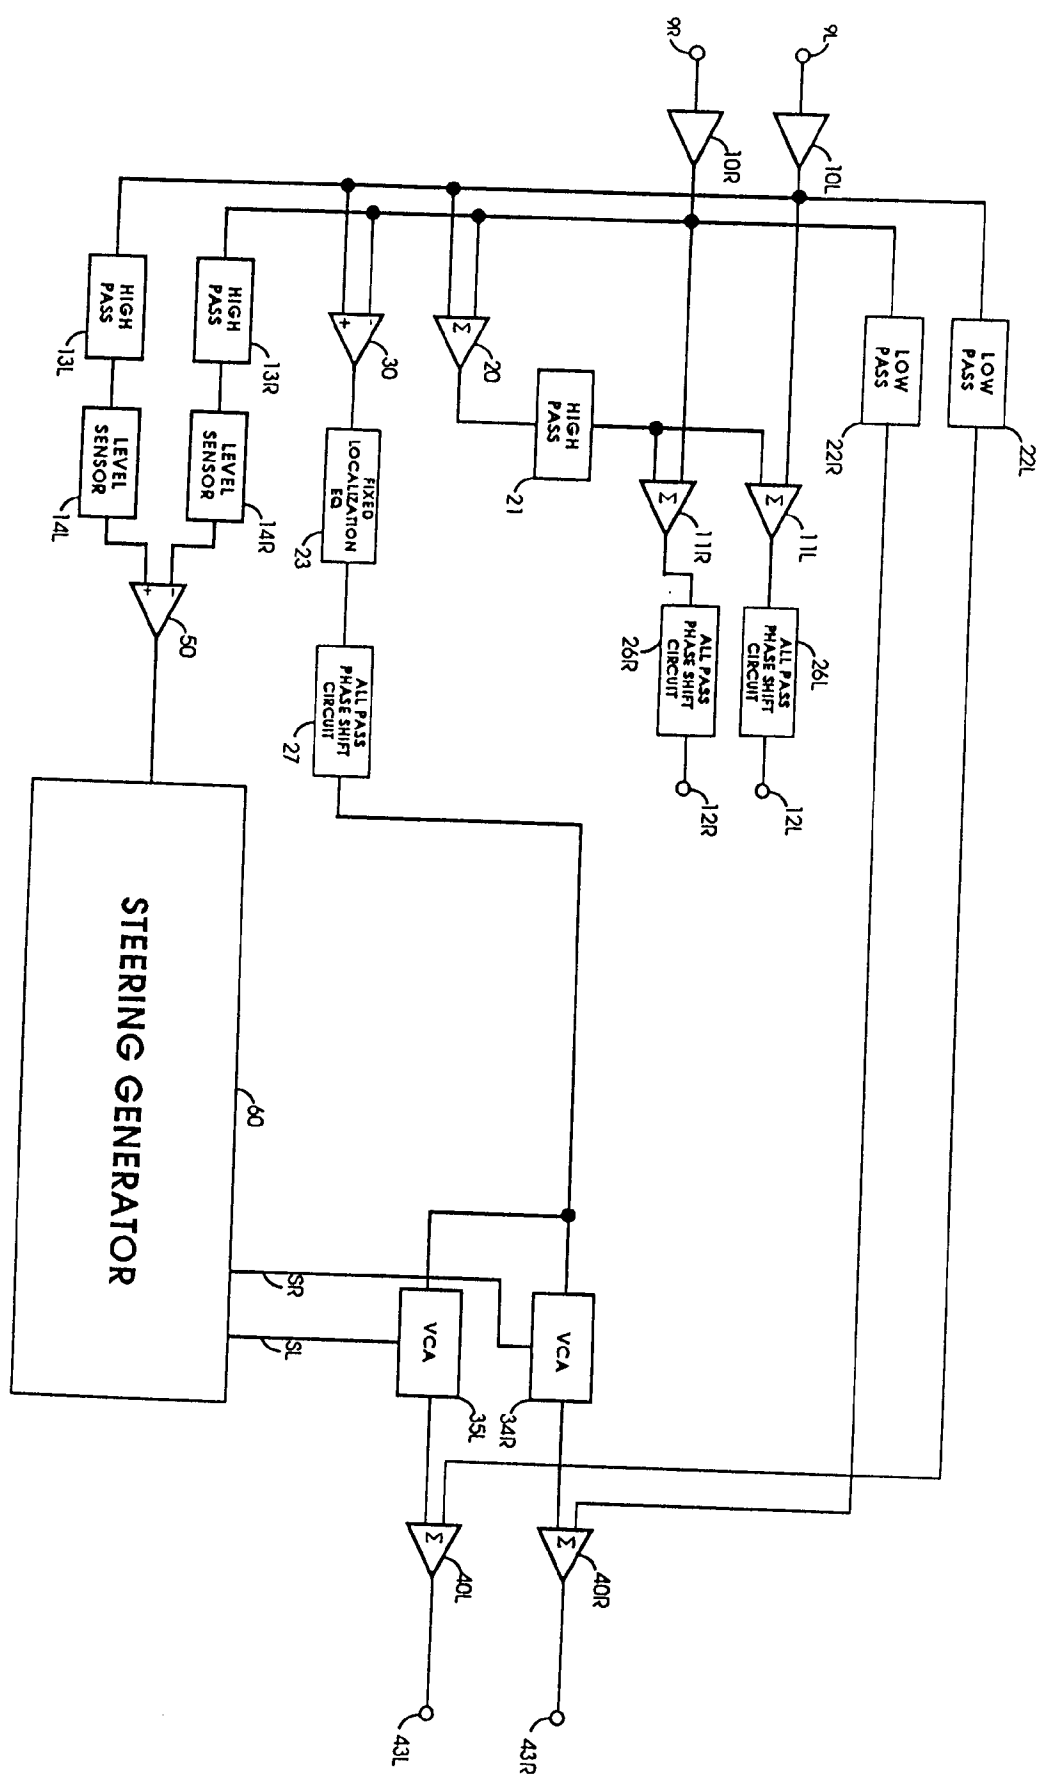 9L
10L
9R
10R
LOW
PASS
22L
LOW
PASS
22R
Σ
11L
ALL PASS
PHASE SHIFT
CIRCUIT
26L
12L
Σ
11R
ALL PASS
PHASE SHIFT
CIRCUIT
26R
12R
HIGH
PASS
21
Σ
20
-
+
30
FIXED
LOCALIZATION
EQ
23
ALL PASS
PHASE SHIFT
CIRCUIT
27
VCA
34R
Σ
40R
43R
VCA
35L
Σ
40L
43L
HIGH
PASS
13R
LEVEL
SENSOR
14R
HIGH
PASS
13L
LEVEL
SENSOR
14L
-
+
50
60
SR
SL
STEERING GENERATOR